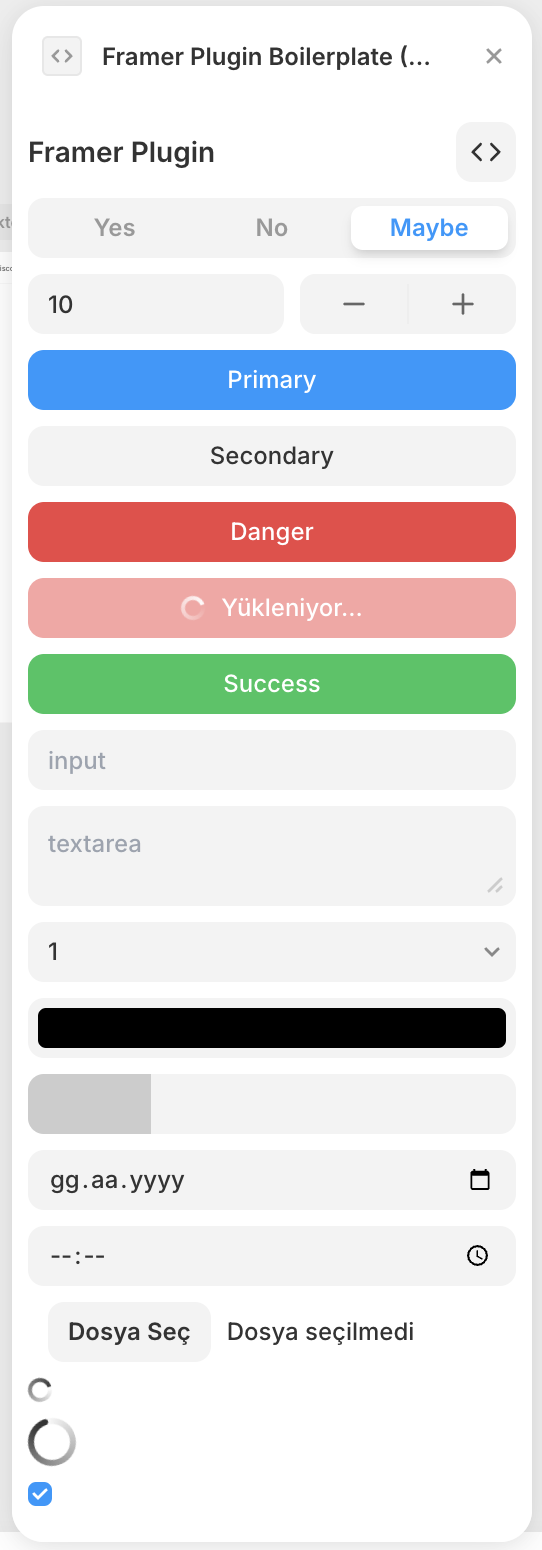 Framer Plugin Boilerplate (...
Framer Plugin
Yes
No
Maybe
10
Primary
Secondary
Danger
Yükleniyor...
Success
input
textarea
1
gg.aa.yyyy
--:--
Dosya Seç
Dosya seçilmedi